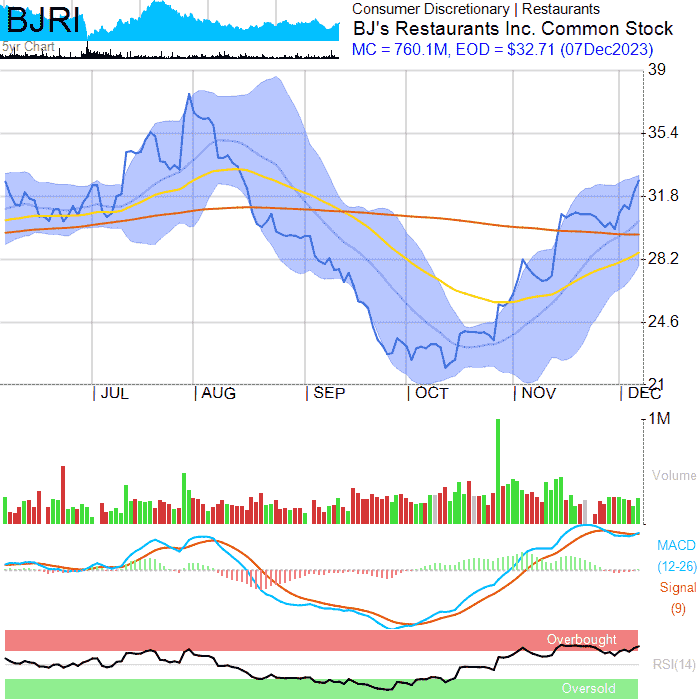 BJRI
5yr Chart
Consumer Discretionary | Restaurants
BJ's Restaurants Inc. Common Stock
MC = 760.1M, EOD = $32.71 (07Dec2023)
39
35.4
31.8
28.2
24.6
21
JUL AUG SEP OCT NOV DEC
1M
Volume
MACD
(12-26)
Signal
(9)
Overbought
RSI(14)
Oversold